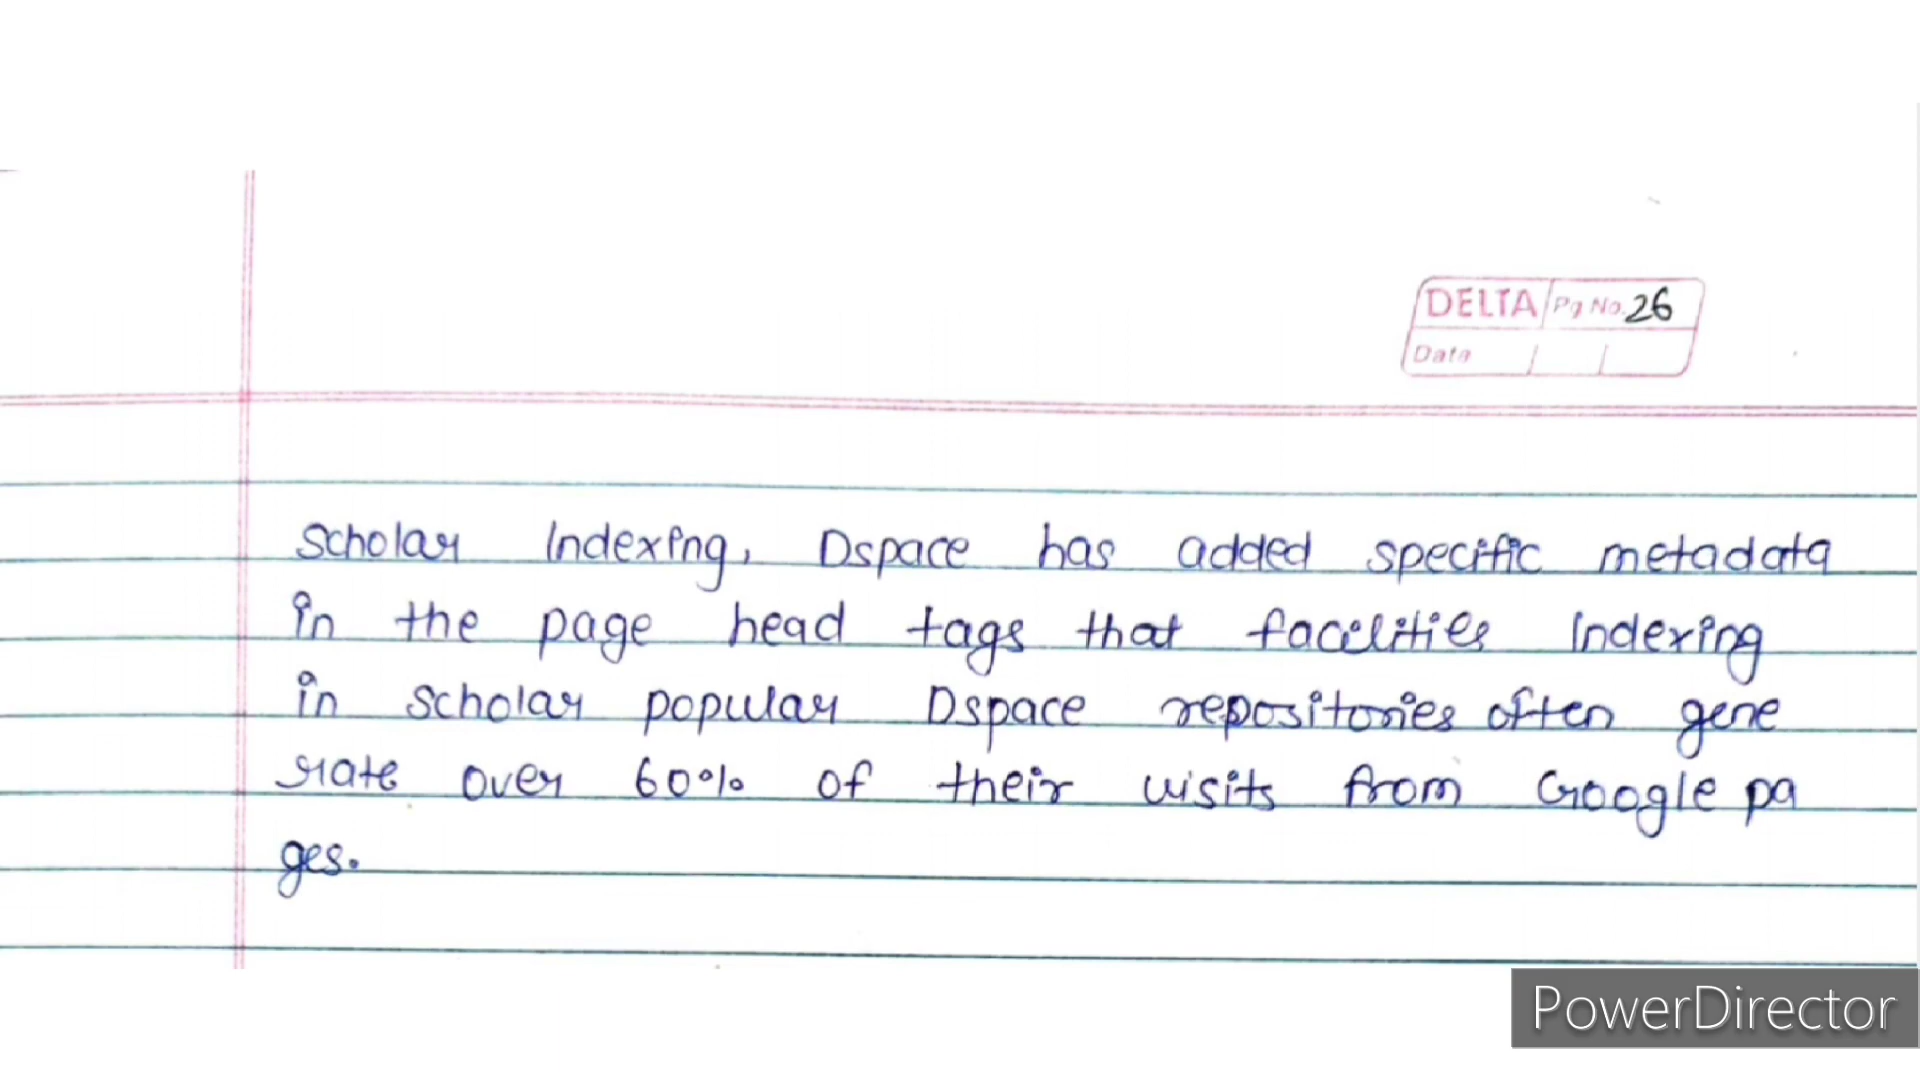 DELTA Pg No. 26
Date
Scholar Indexing, Dspace has added specific metadata
in the page head tags that facilities Indexing
in scholar popular Dspace repositories often gene
rate over 60% of their visits from Google pa
ges.
PowerDirector